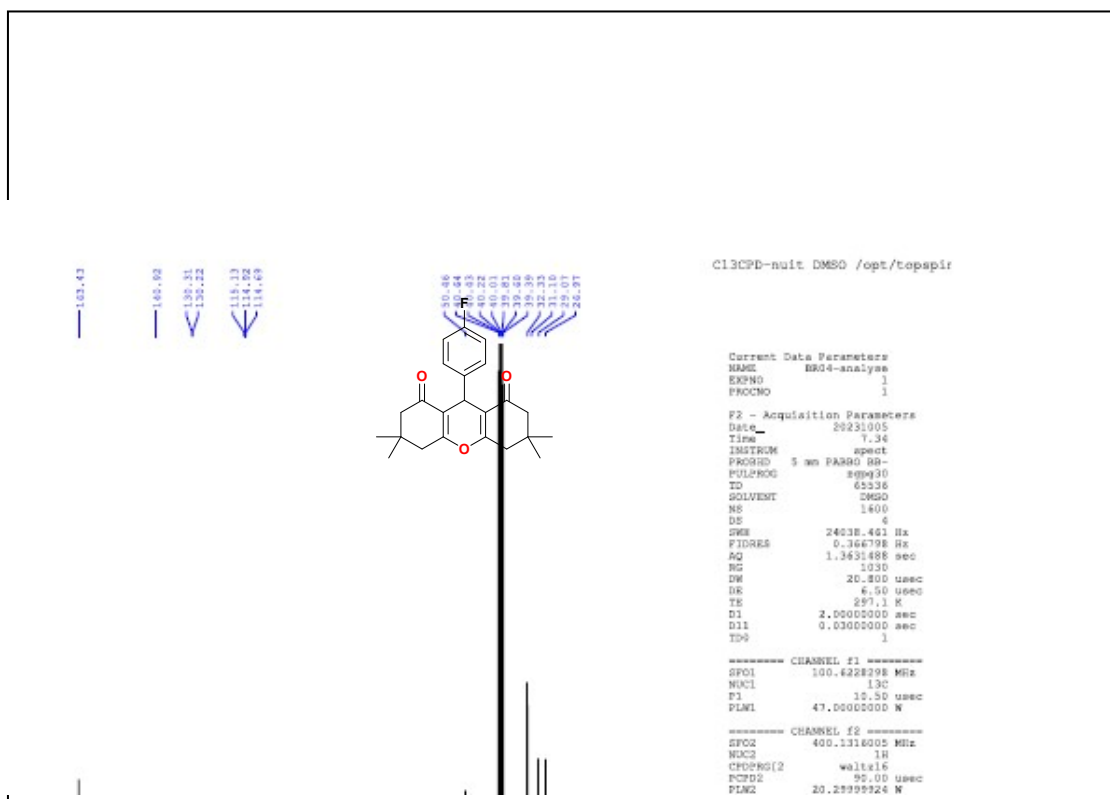 C13CPD-nuit DMSO /opt/topspin
163.43
140.92
130.31
130.22
115.13
114.92
114.69
50.46
40.64
40.43
40.22
40.01
39.81
39.60
39.39
32.33
31.10
29.07
26.97
F
O O
O
Current Data Parameters
NAME BR04-analyse
EXPNO 1
PROCNO 1
F2 - Acquisition Parameters
Date_ 20231005
Time 7.34
INSTRUM spect
PROBHD 5 mm PABBO BB-
PULPROG zgpg30
TD 65536
SOLVENT DMSO
NS 1600
DS 4
SWH 24038.461 Hz
FIDRES 0.366798 Hz
AQ 1.3631488 sec
RG 1030
DW 20.800 usec
DE 6.50 usec
TE 297.1 K
D1 2.00000000 sec
D11 0.03000000 sec
TD0 1
======== CHANNEL f1 ========
SFO1 100.6228298 MHz
NUC1 13C
P1 10.50 usec
PLW1 47.00000000 W
======== CHANNEL f2 ========
SFO2 400.1316005 MHz
NUC2 1H
CPDPRG[2 waltz16
PCPD2 90.00 usec
PLW2 20.29999924 W